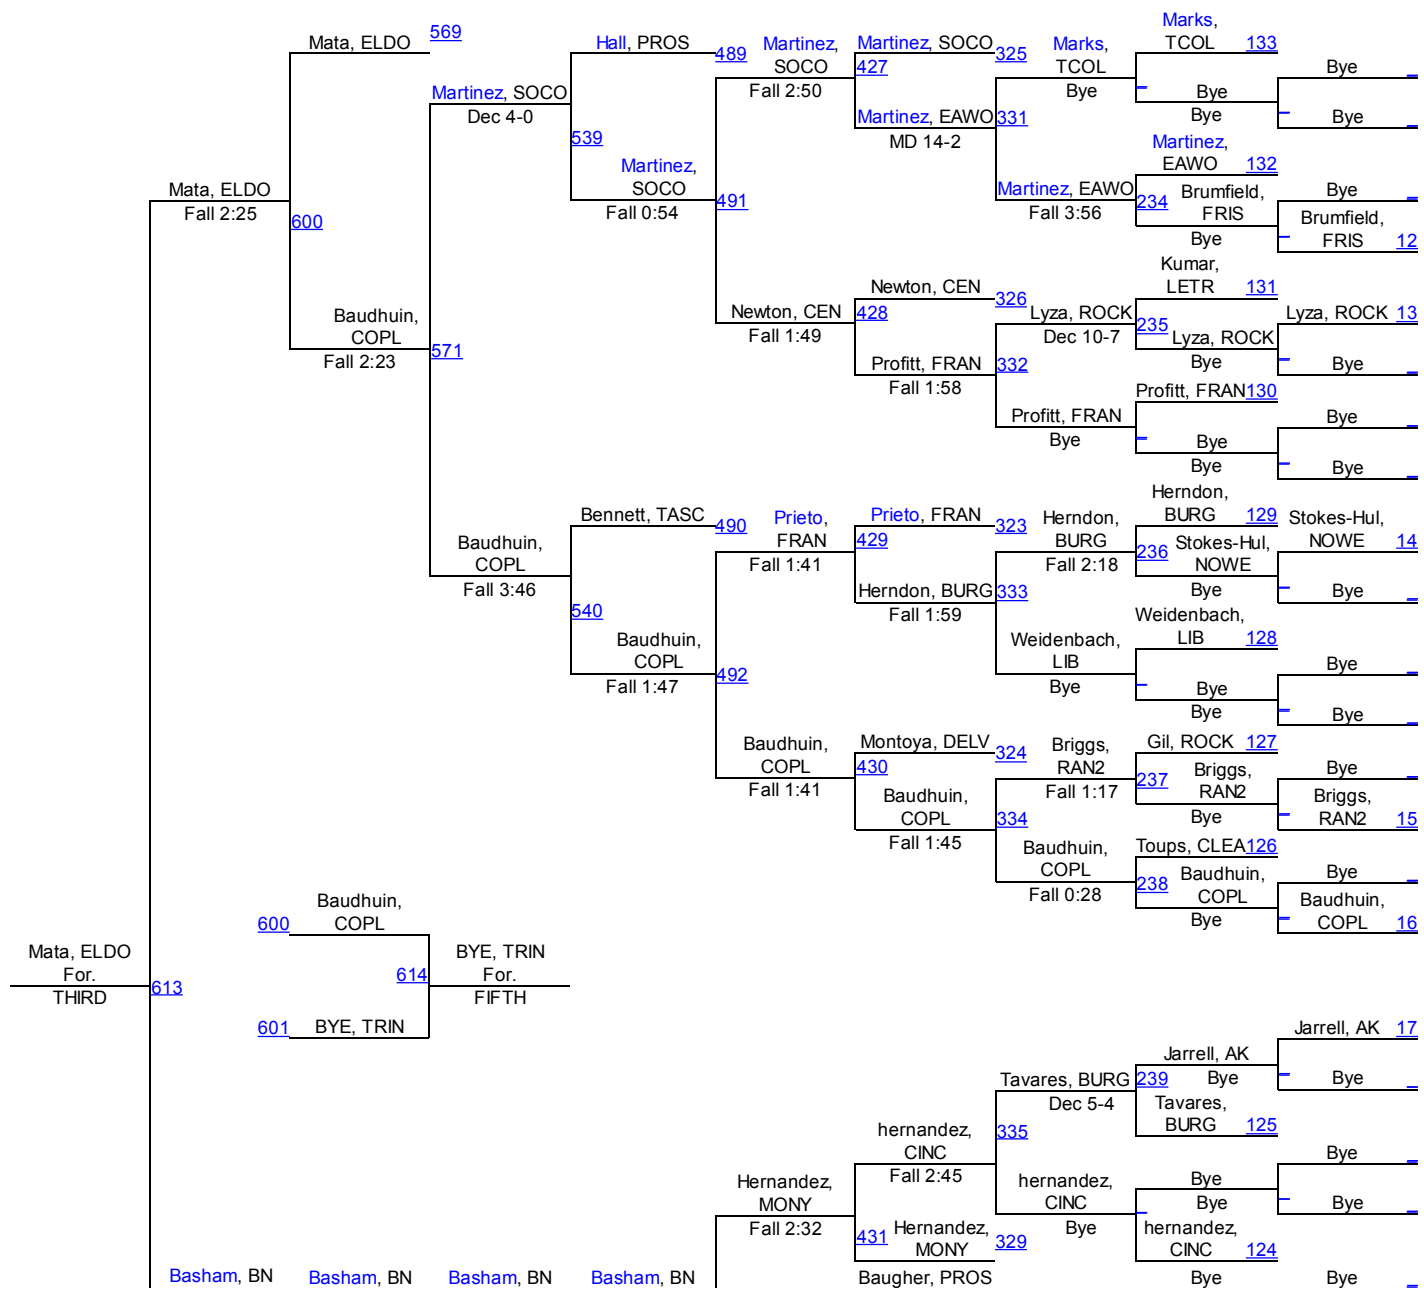 Mata, ELDO
569
Hall, PROS
489
Martinez,
SOCO
427
Fall 2:50
Martinez, SOCO
325
Marks,
TCOL
Bye
Marks,
TCOL 133
Bye
Bye
Bye
Bye
Martinez, SOCO
Dec 4-0
539
Martinez, EAWO
331
MD 14-2
Martinez,
EAWO 132
Martinez,
SOCO
Fall 0:54
491
Martinez, EAWO
Fall 3:56
234
Brumfield,
FRIS
Bye
Bye
Brumfield,
FRIS 12
Mata, ELDO
Fall 2:25
600
Kumar,
LETR 131
Newton, CEN
326
Newton, CEN
Fall 1:49
428
Lyza, ROCK
Dec 10-7
235
Lyza, ROCK
Bye
Lyza, ROCK 13
Bye
Baudhuin,
COPL
Fall 2:23
571
Profitt, FRAN
332
Fall 1:58
Profitt, FRAN 130
Profitt, FRAN
Bye
Bye
Bye
Bye
Bye
Herndon,
BURG 129
Bennett, TASC
490
Prieto,
FRAN
Fall 1:41
429
Prieto, FRAN
323
Herndon,
BURG
Fall 2:18
236
Stokes-Hul,
NOWE
Bye
Stokes-Hul,
NOWE 14
Bye
Baudhuin,
COPL
Fall 3:46
540
Herndon, BURG
333
Fall 1:59
Weidenbach,
LIB 128
Baudhuin,
COPL
Fall 1:47
492
Weidenbach,
LIB
Bye
Bye
Bye
Bye
Bye
Baudhuin,
COPL
Fall 1:41
430
Montoya, DELV
324
Briggs,
RAN2
Fall 1:17
237
Gil, ROCK 127
Briggs,
RAN2
Bye
Bye
Briggs,
RAN2 15
Baudhuin,
COPL
Fall 1:45
334
Toups, CLEA 126
Baudhuin,
COPL
Fall 0:28
238
Baudhuin,
COPL
Bye
Bye
Baudhuin,
COPL 16
600
Baudhuin,
COPL
Mata, ELDO
For.
THIRD
613
614
BYE, TRIN
For.
FIFTH
601
BYE, TRIN
Jarrell, AK 17
Jarrell, AK
Bye
Bye
Tavares, BURG
Dec 5-4
239
Tavares,
BURG 125
hernandez,
CINC
Fall 2:45
335
Bye
Hernandez,
MONY
Fall 2:32
hernandez,
CINC
Bye
Bye
Bye
Bye
431
Hernandez,
MONY
329
hernandez,
CINC 124
Basham, BN
Basham, BN
Basham, BN
Basham, BN
Baugher, PROS
Bye
Bye